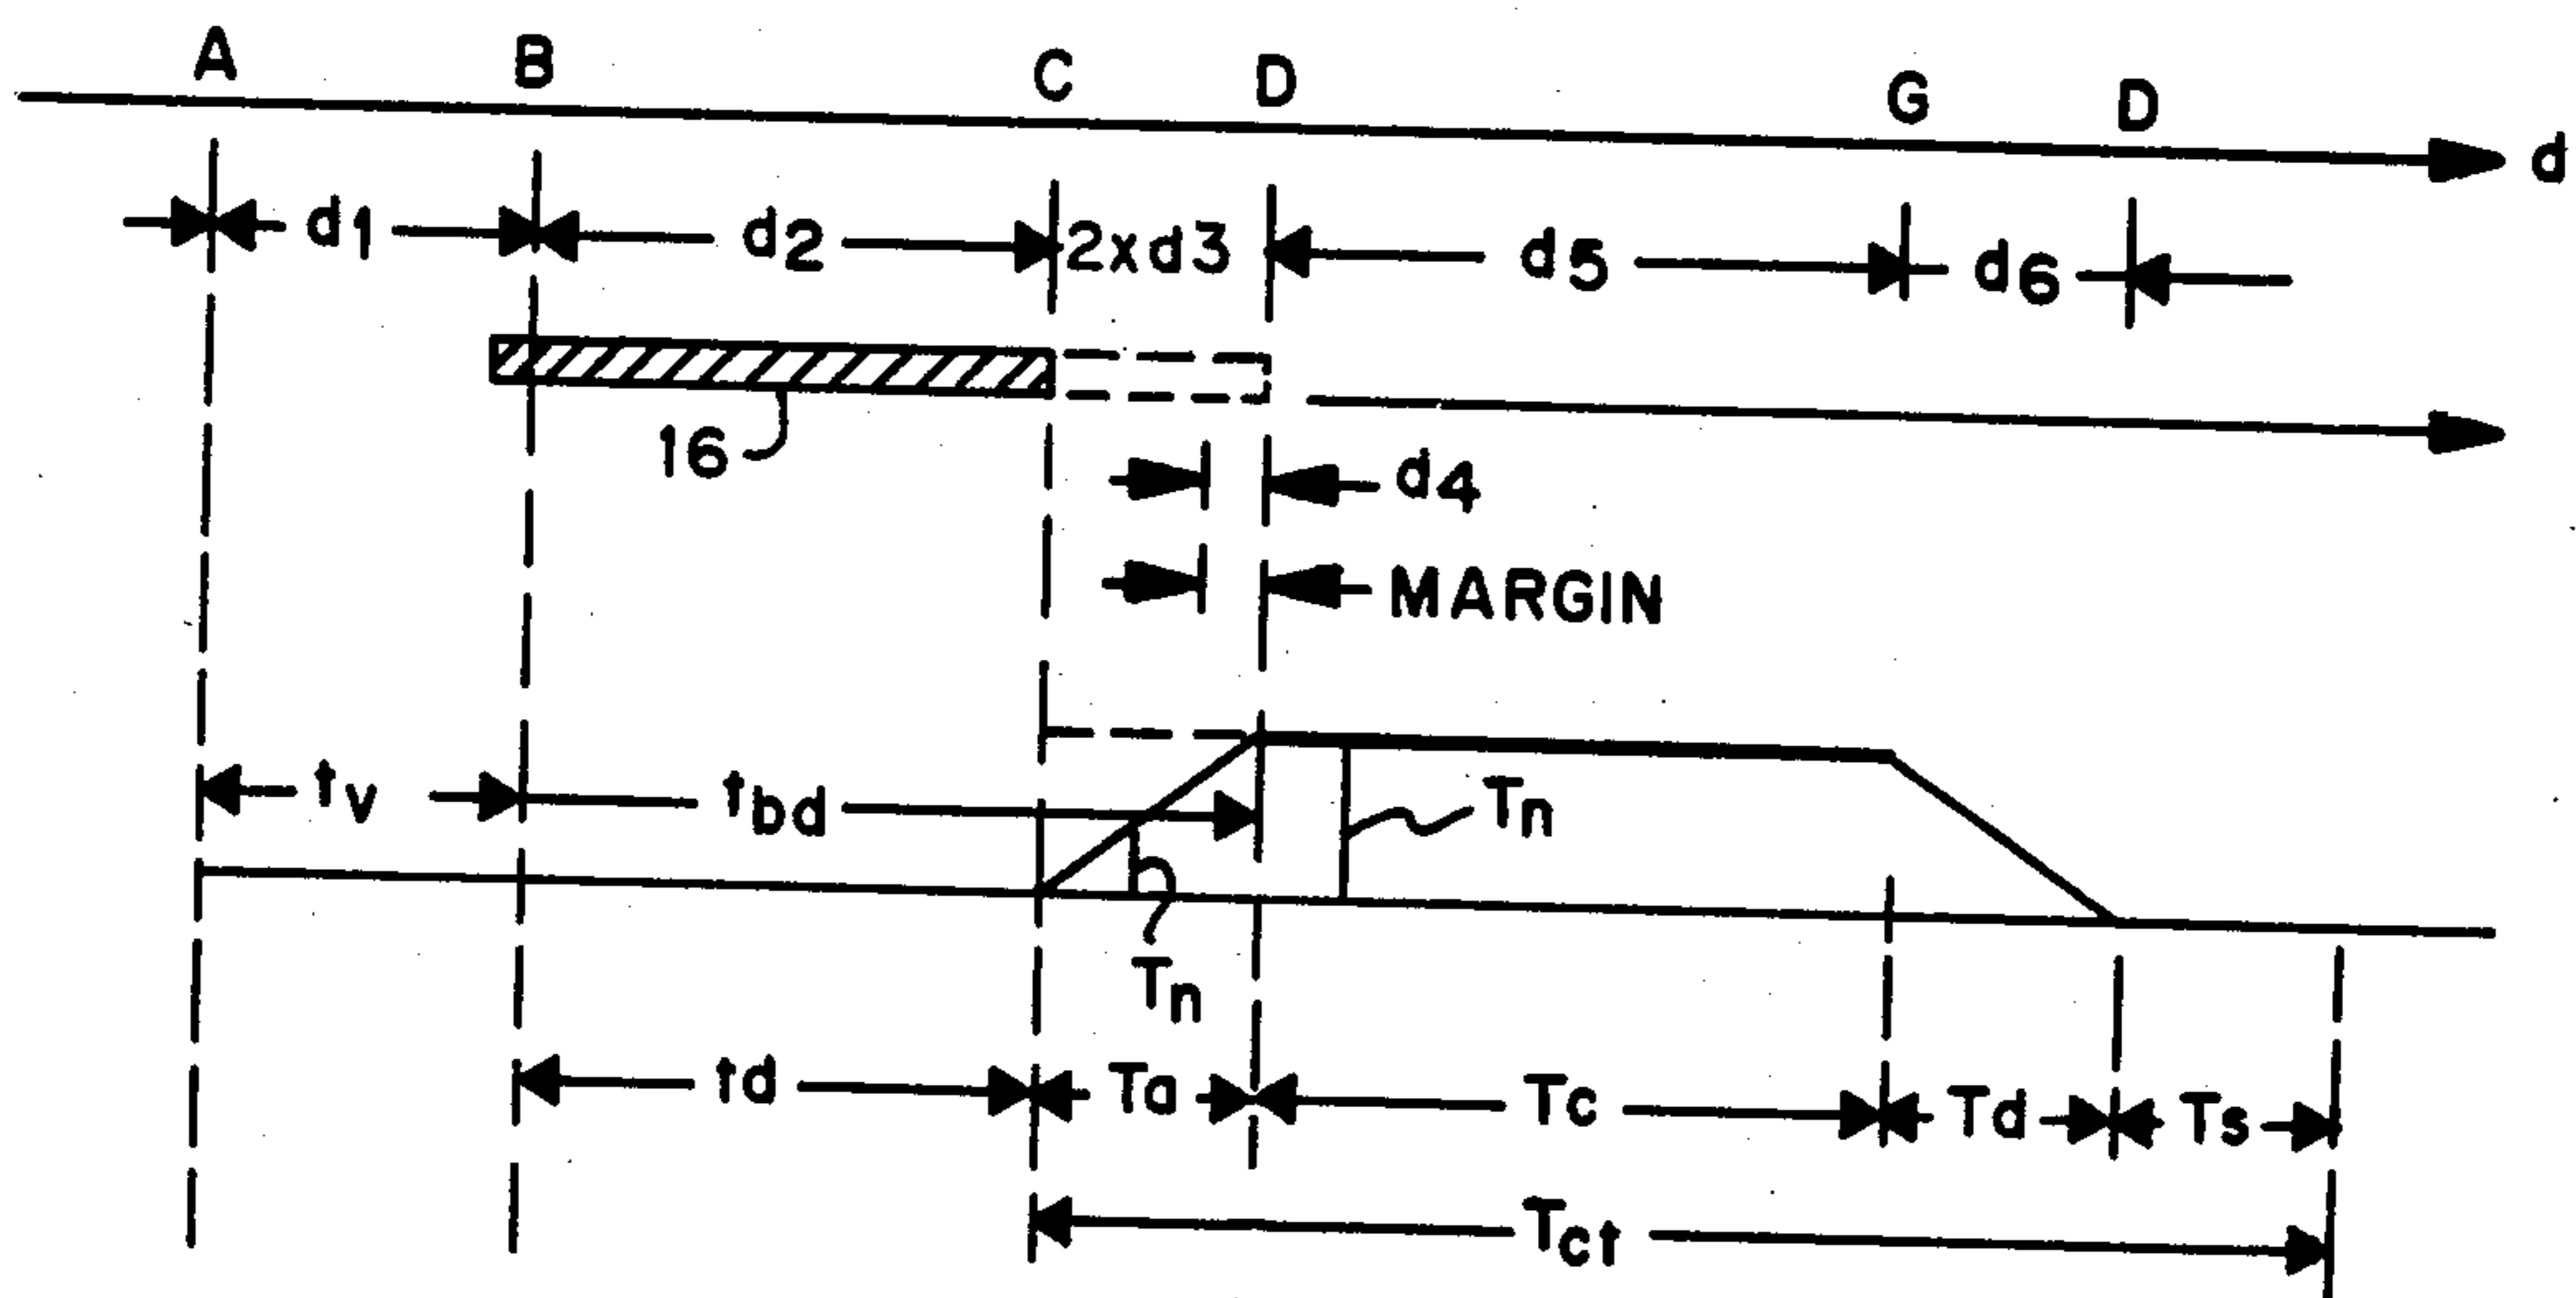 A B C D G D
d
d1 d2 2xd3 d5 d6
16
d4
MARGIN
tv tbd Tn
Tn
td Ta Tc Td Ts
Tct